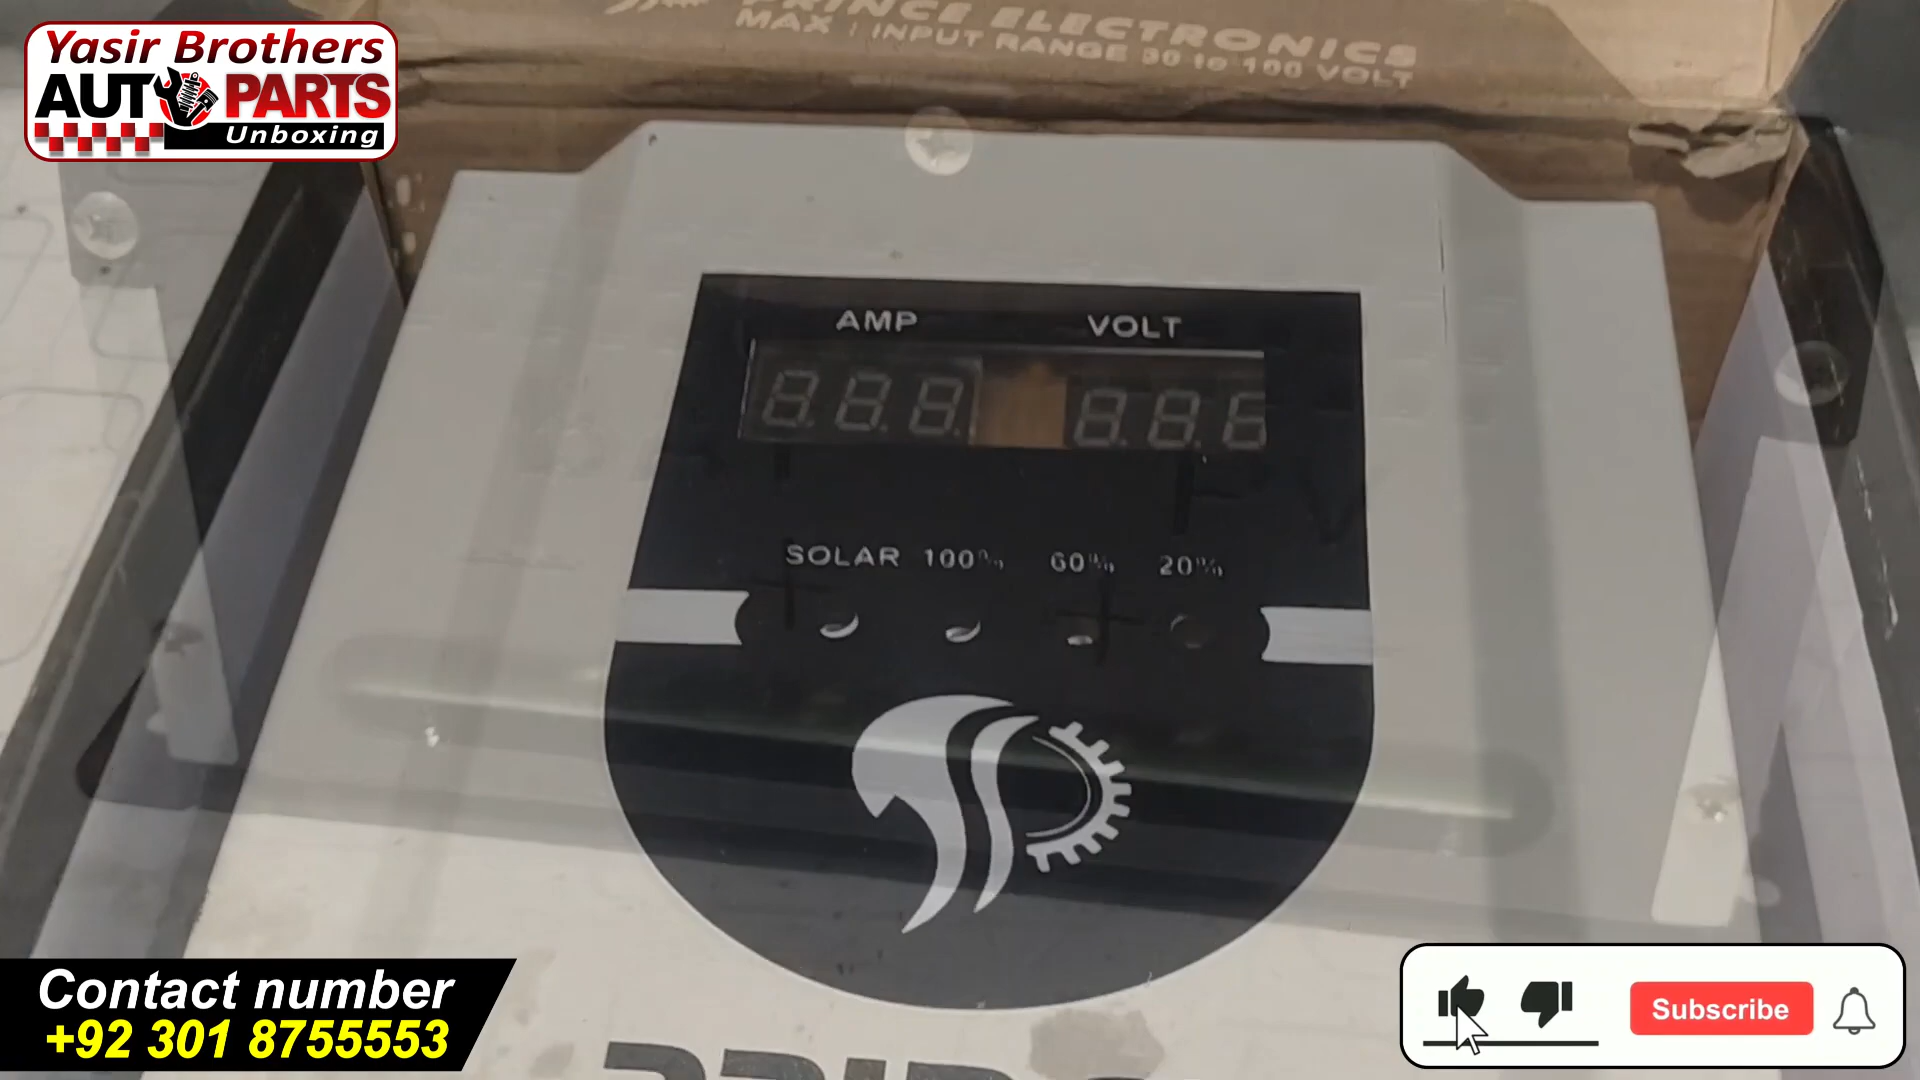 Yasir Brothers
AUTO PARTS
Unboxing
PRINCE ELECTRONICS
MAX : INPUT RANGE 90 to 100 VOLT
AMP VOLT
SOLAR 100% 60% 20%
Contact number
+92 301 8755553
Subscribe